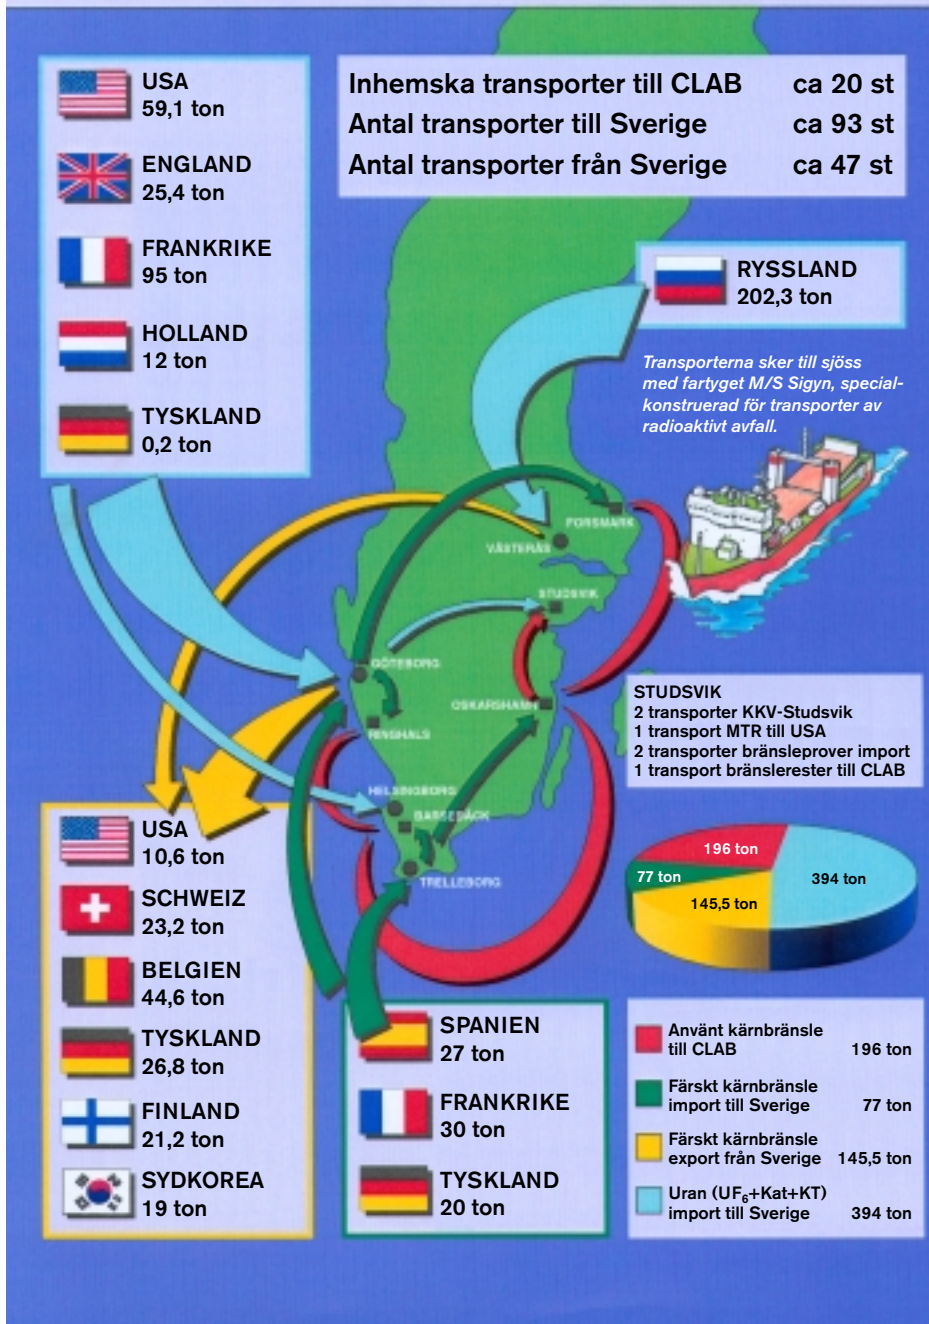 USA
59,1 ton
ENGLAND
25,4 ton
FRANKRIKE
95 ton
HOLLAND
12 ton
TYSKLAND
0,2 ton
Inhemska transporter till CLAB ca 20 st
Antal transporter till Sverige ca 93 st
Antal transporter från Sverige ca 47 st
RYSSLAND
202,3 ton
Transporterna sker till sjöss
med fartyget M/S Sigyn, special-
konstruerad för transporter av
radioaktivt avfall.
FORSMARK
VÄSTERÅS
STUDSVIK
GÖTEBORG
OSKARSHAMN
RINGHALS
HELSINGBORG
BARSEBÄCK
TRELLEBORG
STUDSVIK
2 transporter KKV-Studsvik
1 transport MTR till USA
2 transporter bränsleprover import
1 transport bränslerester till CLAB
196 ton
77 ton
394 ton
145,5 ton
USA
10,6 ton
SCHWEIZ
23,2 ton
BELGIEN
44,6 ton
TYSKLAND
26,8 ton
FINLAND
21,2 ton
SYDKOREA
19 ton
SPANIEN
27 ton
FRANKRIKE
30 ton
TYSKLAND
20 ton
Använt kärnbränsle
till CLAB 196 ton
Färskt kärnbränsle
import till Sverige 77 ton
Färskt kärnbränsle
export från Sverige 145,5 ton
Uran (UF₆+Kat+KT)
import till Sverige 394 ton